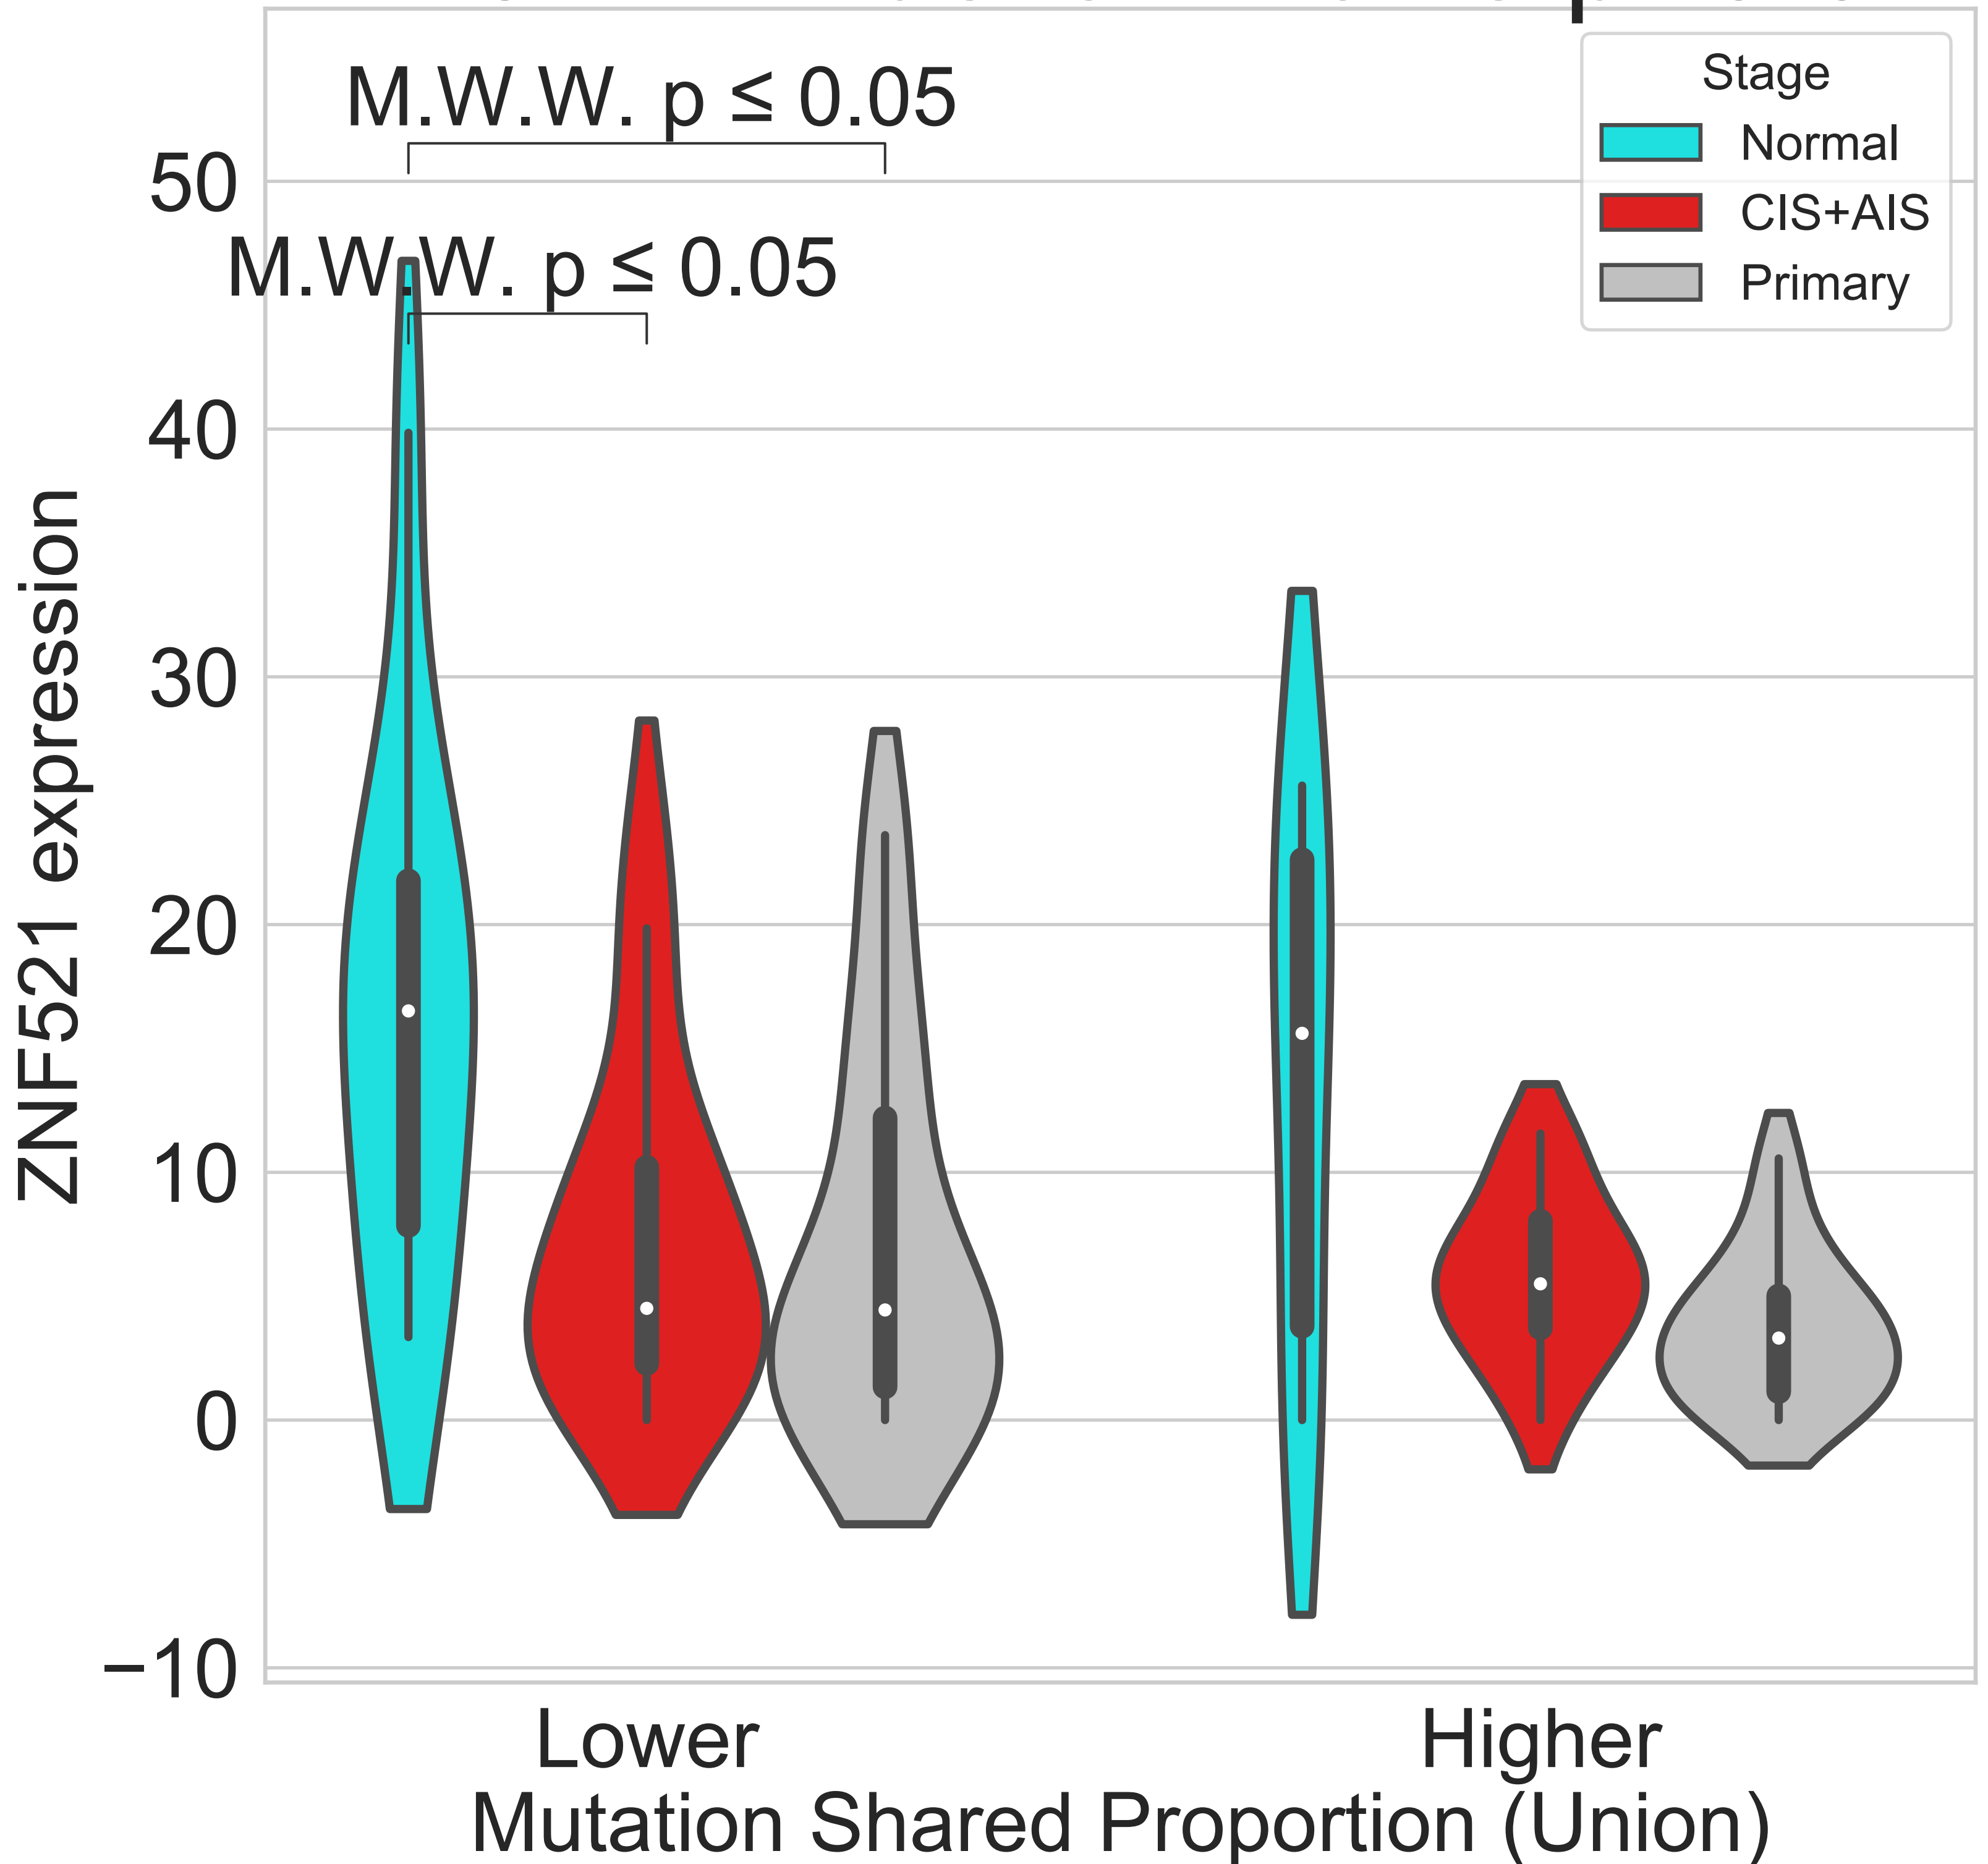 M.W.W. p ≤ 0.05
M.W.W. p ≤ 0.05
Stage
Normal
CIS+AIS
Primary
50
40
30
20
10
0
−10
ZNF521 expression
Lower
Higher
Mutation Shared Proportion (Union)